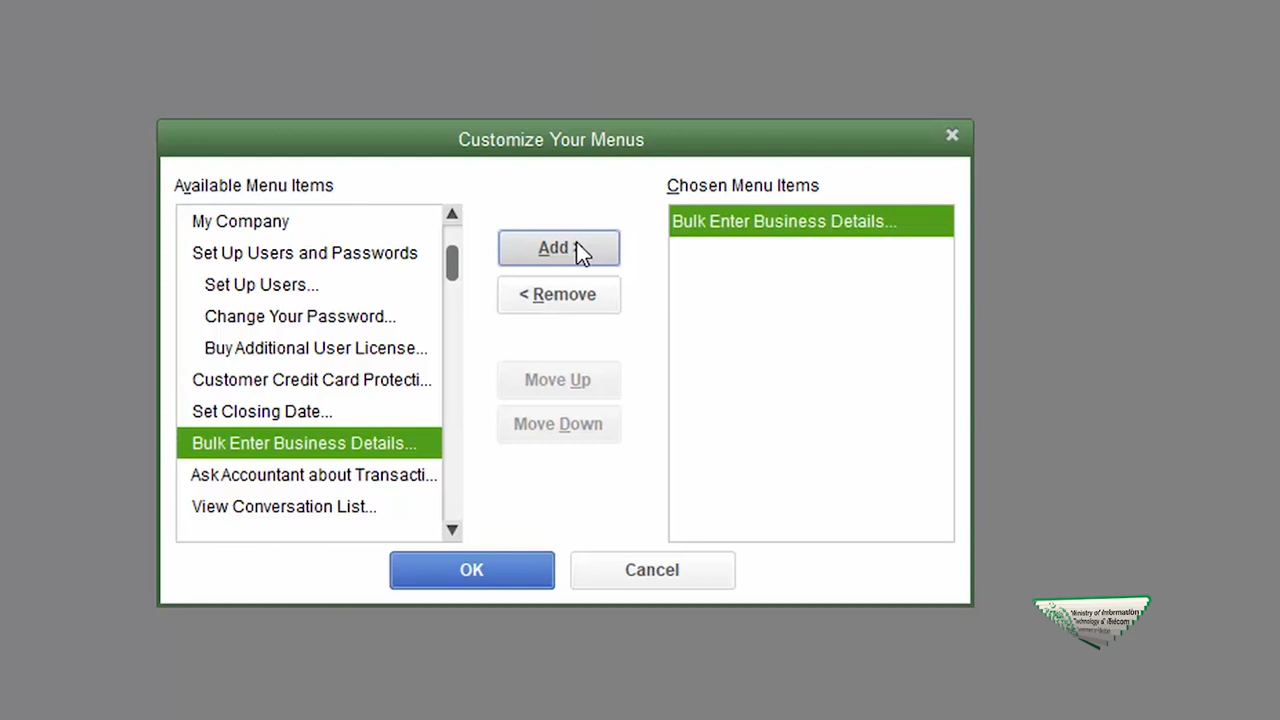 Customize Your Menus
Available Menu Items
Chosen Menu Items
My Company
Set Up Users and Passwords
Set Up Users...
Change Your Password...
Buy Additional User License...
Customer Credit Card Protecti...
Set Closing Date...
Bulk Enter Business Details...
Ask Accountant about Transacti...
View Conversation List...
Add >
< Remove
Move Up
Move Down
Bulk Enter Business Details...
OK
Cancel
Ministry of Information
Technology & Telecom